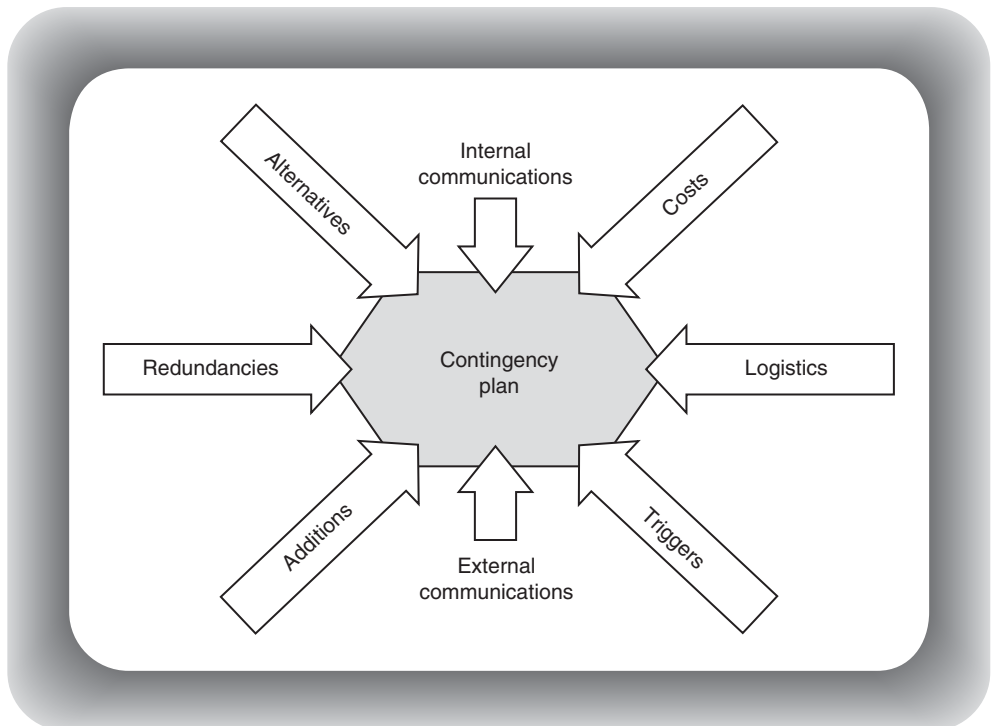 Internal
communications
Alternatives
Costs
Redundancies
Contingency
plan
Logistics
Additions
Triggers
External
communications